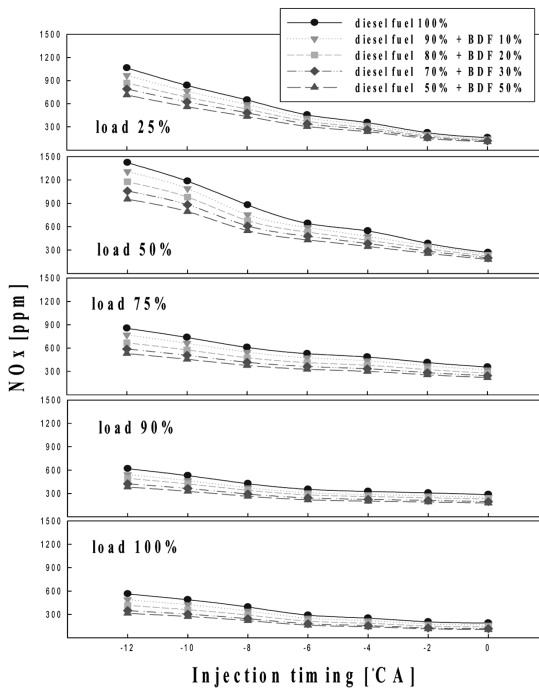 diesel fuel 100%
diesel fuel 90% + BDF 10%
diesel fuel 80% + BDF 20%
diesel fuel 70% + BDF 30%
diesel fuel 50% + BDF 50%
1500
1200
900
600
300
load 25%
1500
1200
900
600
300
load 50%
1500
1200
900
600
300
load 75%
1500
1200
900
600
300
load 90%
1500
1200
900
600
300
load 100%
NOx [ppm]
-12 -10 -8 -6 -4 -2 0
Injection timing [°CA]